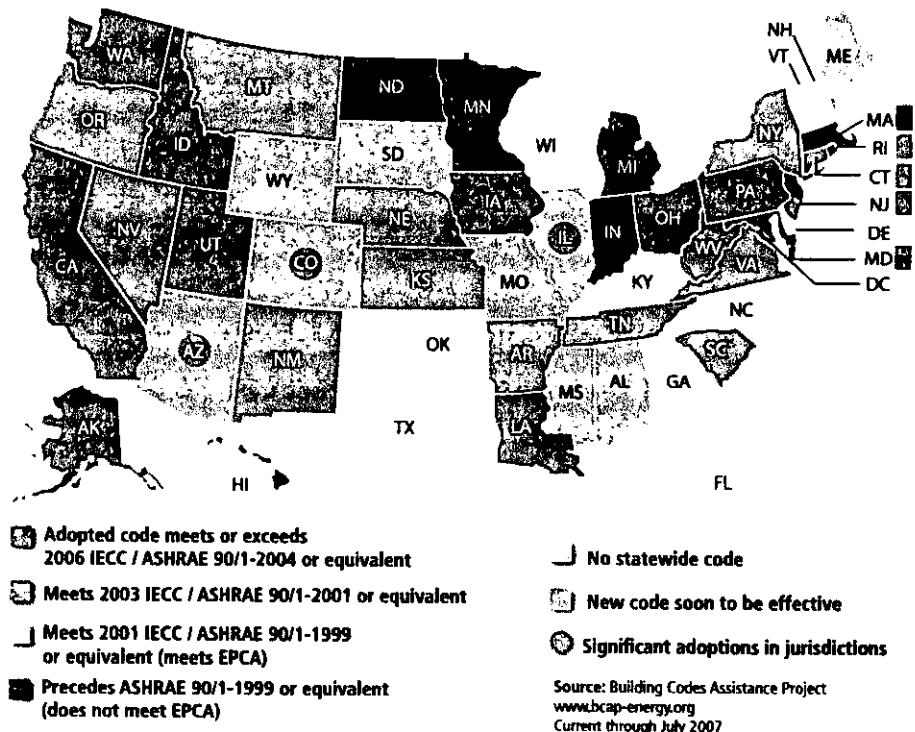 NH
VT
ME
WA
MT
ND
MN
OR
ID
SD
WI
MI
NY
MA
RI
CT
NJ
DE
MD
DC
WY
IA
NE
PA
NV
UT
IL
IN
OH
WV
VA
CA
CO
KS
MO
KY
NC
TN
AZ
NM
OK
AR
SC
MS
AL
GA
AK
TX
LA
HI
FL
Adopted code meets or exceeds
2006 IECC / ASHRAE 90/1-2004 or equivalent
Meets 2003 IECC / ASHRAE 90/1-2001 or equivalent
Meets 2001 IECC / ASHRAE 90/1-1999
or equivalent (meets EPCA)
Precedes ASHRAE 90/1-1999 or equivalent
(does not meet EPCA)
No statewide code
New code soon to be effective
Significant adoptions in jurisdictions
Source: Building Codes Assistance Project
www.bcap-energy.org
Current through July 2007